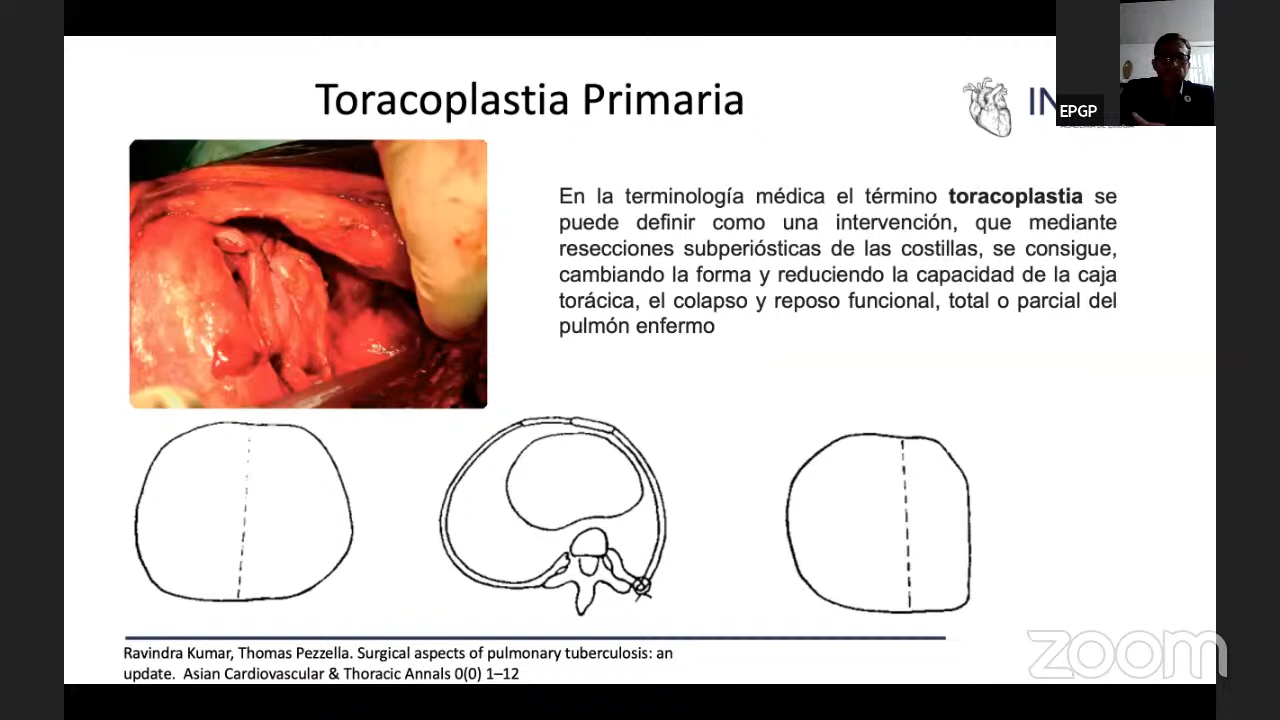 Toracoplastia Primaria
IN
EPGP
En la terminología médica el término toracoplastia se
puede definir como una intervención, que mediante
resecciones subperiósticas de las costillas, se consigue,
cambiando la forma y reduciendo la capacidad de la caja
torácica, el colapso y reposo funcional, total o parcial del
pulmón enfermo
Ravindra Kumar, Thomas Pezzella. Surgical aspects of pulmonary tuberculosis: an
update. Asian Cardiovascular & Thoracic Annals 0(0) 1–12
zoom